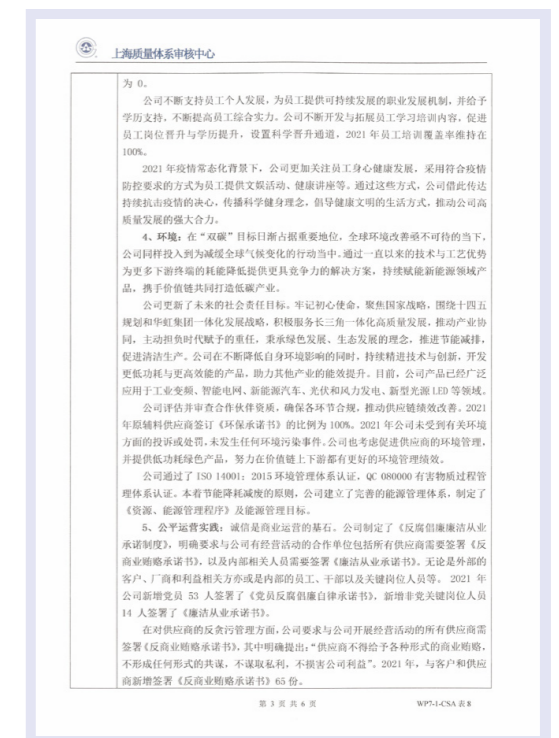 上海质量体系审核中心
为 0。
公司不断支持员工个人发展，为员工提供可持续发展的职业发展机制，并给予
学历支持，不断提高员工综合实力。公司不断开发与拓展员工学习培训内容，促进
员工岗位晋升与学历提升，设置科学晋升通道，2021 年员工培训覆盖率维持在
100%。
2021 年疫情常态化背景下，公司更加关注员工身心健康发展，采用符合疫情
防控要求的方式为员工提供文娱活动、健康讲座等。通过这些方式，公司借此传达
持续抗击疫情的决心，传播科学健身理念，倡导健康文明的生活方式，推动公司高
质量发展的强大合力。
4、环境：在“双碳”目标日渐占据重要地位，全球环境改善亟不可待的当下，
公司同样投入到为减缓全球气候变化的行动当中。通过一直以来的技术与工艺优势
为更多下游终端的耗能降低提供更具竞争力的解决方案，持续赋能新能源领域产
品，携手价值链共同打造低碳产业。
公司更新了未来的社会责任目标。牢记初心使命，聚焦国家战略，围绕十四五
规划和华虹集团一体化发展战略，积极服务长三角一体化高质量发展，推动产业协
同，主动担负时代赋予的重任，秉承绿色发展、生态发展的理念，推进节能减排，
促进清洁生产。公司在不断降低自身环境影响的同时，持续精进技术与创新，开发
更低功耗与更高效能的产品，助力其他产业的能效提升。目前，公司产品已经广泛
应用于工业变频、智能电网、新能源汽车、光伏和风力发电、新型光源 LED 等领域。
公司评估并审查合作伙伴资质，确保各环节合规，推动供应链绩效改善。2021
年原辅料供应商签订《环保承诺书》的比例为 100%。2021 年公司未受到有关环境
方面的投诉或处罚，未发生任何环境污染事件。公司也考虑促进供应商的环境管理，
并提供低功耗绿色产品，努力在价值链上下游都有更好的环境管理绩效。
公司通过了 ISO 14001：2015 环境管理体系认证，QC 080000 有害物质过程管
理体系认证。本着节能降耗减废的原则，公司建立了完善的能源管理体系，制定了
《资源、能源管理程序》及能源管理目标。
5、公平运营实践：诚信是商业运营的基石。公司制定了《反腐倡廉廉洁从业
承诺制度》，明确要求与公司有经营活动的合作单位包括所有供应商需要签署《反
商业贿赂承诺书》，以及内部相关人员需要签署《廉洁从业承诺书》。无论是外部的
客户、厂商和利益相关方亦或是内部的员工、干部以及关键岗位人员等。 2021 年
公司新增党员 53 人签署了《党员反腐倡廉自律承诺书》，新增非党关键岗位人员
14 人签署了《廉洁从业承诺书》。
在对供应商的反贪污管理方面，公司要求与公司开展经营活动的所有供应商需
签署《反商业贿赂承诺书》，其中明确提出：“供应商不得给予各种形式的商业贿赂，
不形成任何形式的共谋，不谋取私利，不损害公司利益”。2021 年，与客户和供应
商新增签署《反商业贿赂承诺书》65 份。
第 3 页 共 6 页 WP7-1-CSA 表 8